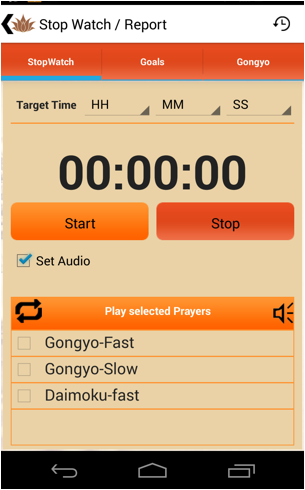 Stop Watch / Report
StopWatch Goals Gongyo
Target Time HH MM SS
00:00:00
Start Stop
Set Audio
Play selected Prayers
Gongyo-Fast
Gongyo-Slow
Daimoku-fast